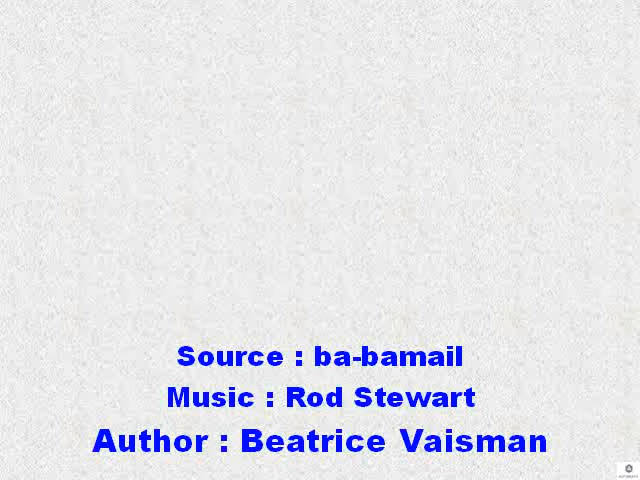 Source : ba-bamail
Music : Rod Stewart
Author : Beatrice Vaisman